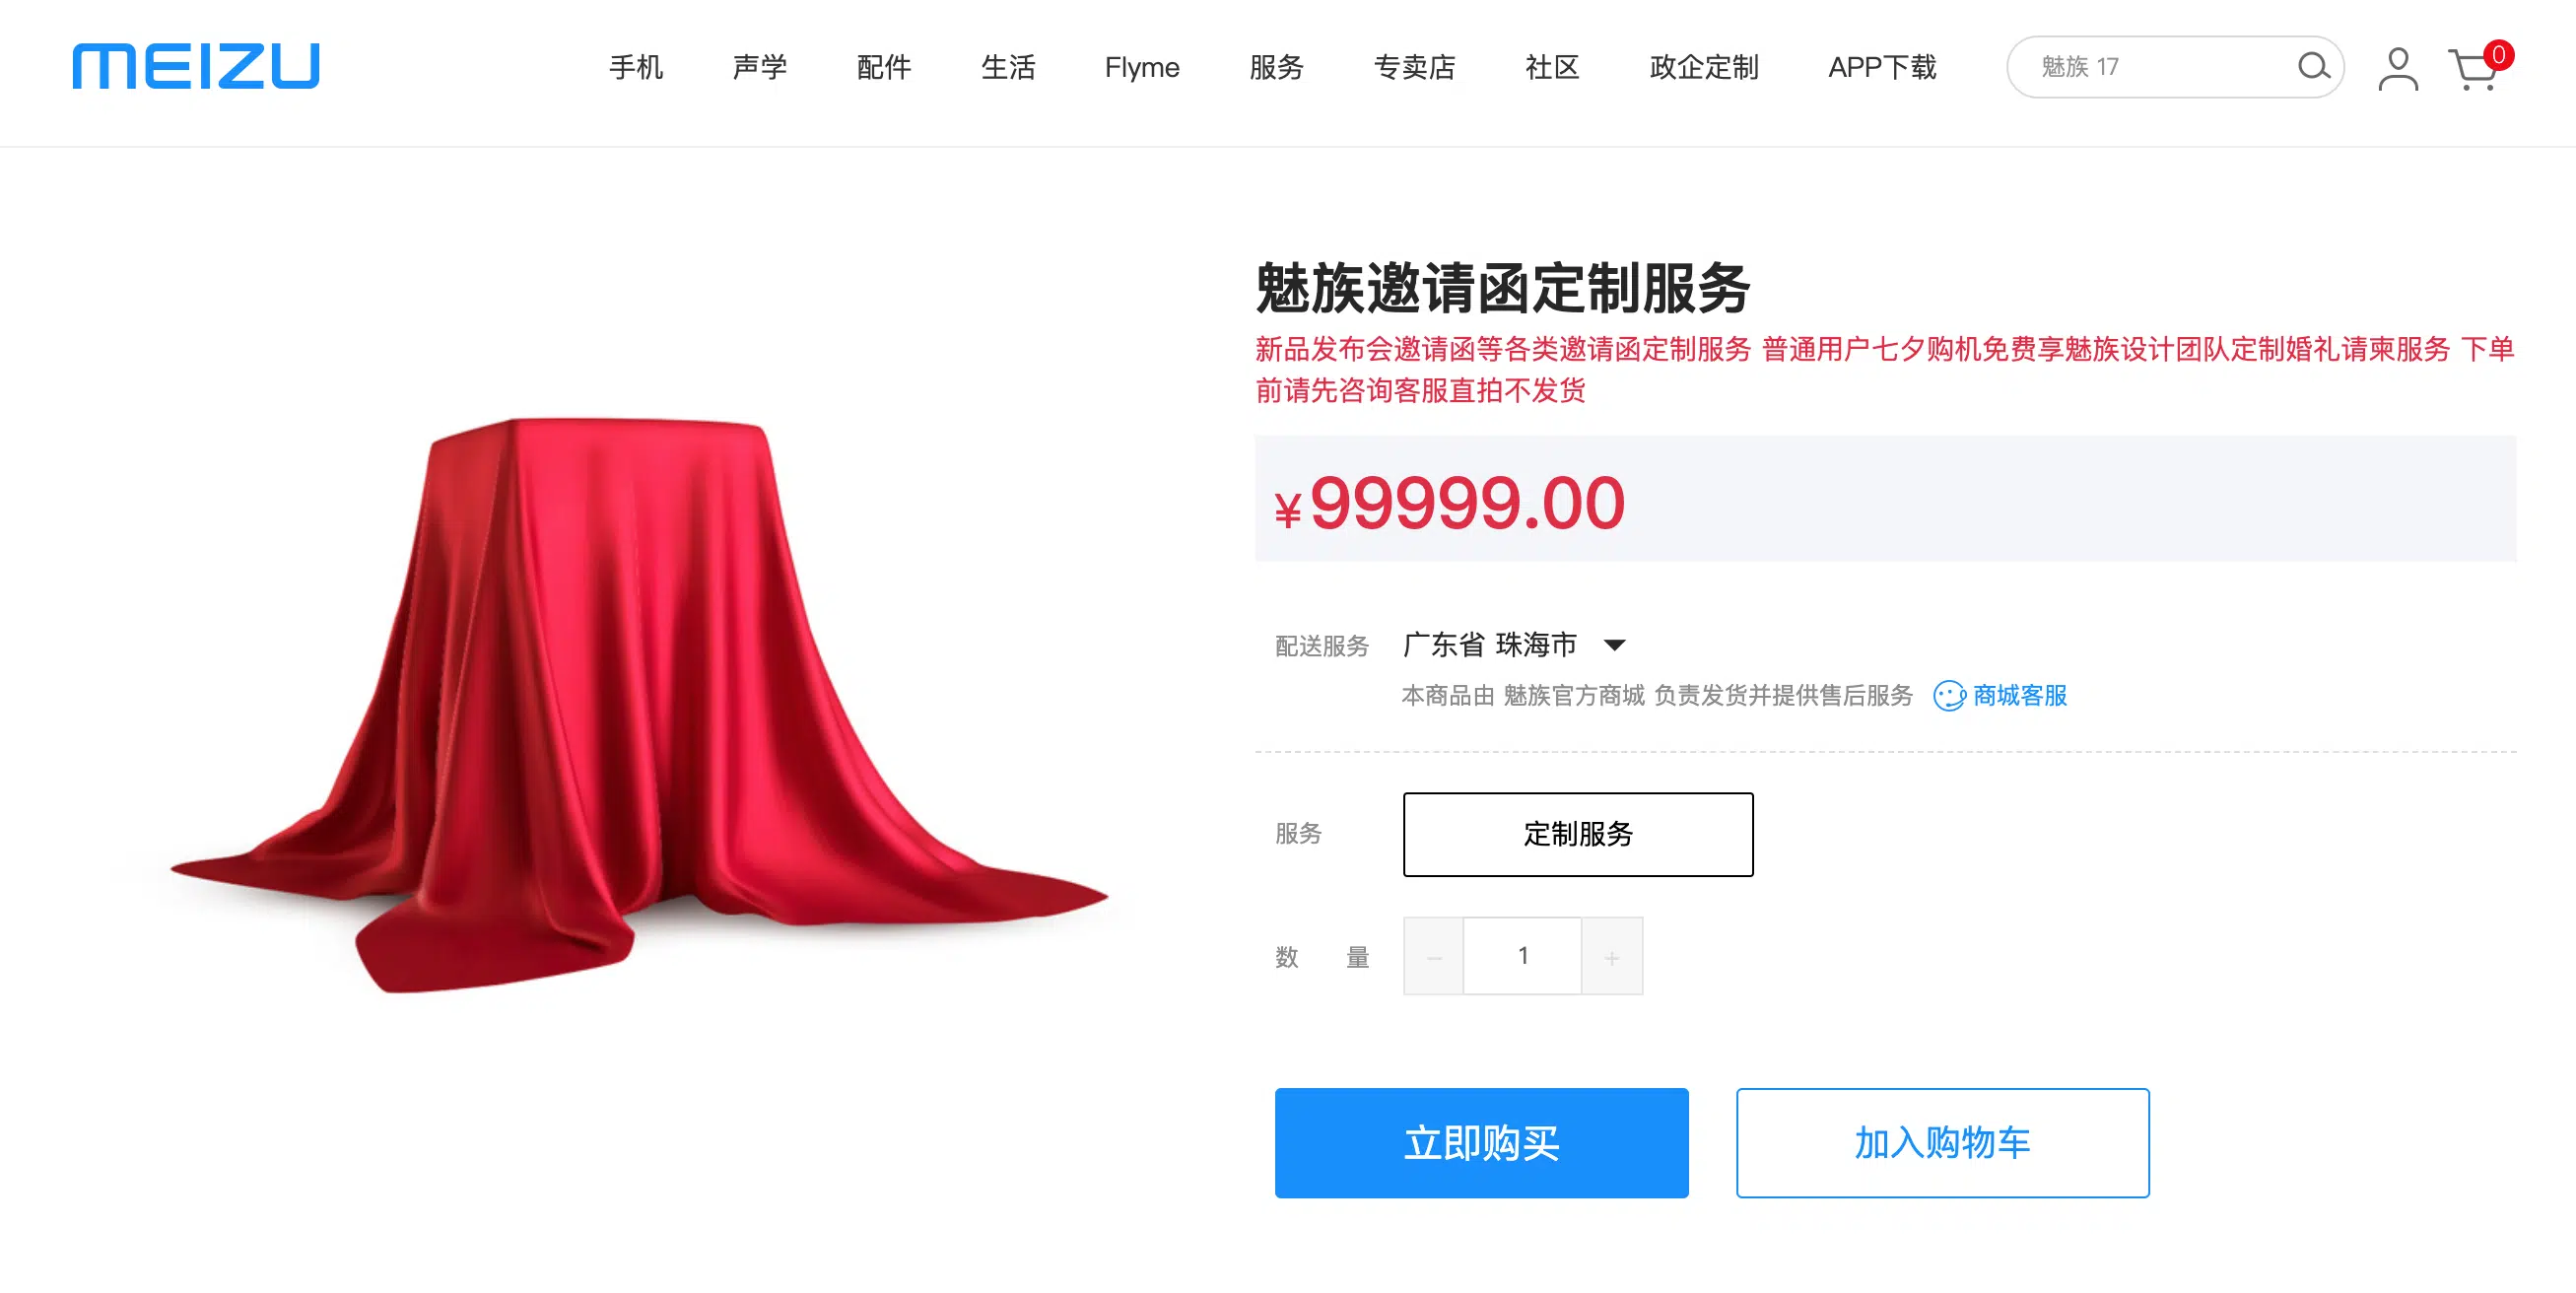 MEIZU
手机 声学 配件 生活 Flyme 服务 专卖店 社区 政企定制 APP下载 魅族 17 0
魅族邀请函定制服务
新品发布会邀请函等各类邀请函定制服务 普通用户七夕购机免费享魅族设计团队定制婚礼请柬服务 下单
前请先咨询客服直拍不发货
¥99999.00
配送服务 广东省 珠海市
本商品由 魅族官方商城 负责发货并提供售后服务 商城客服
服务 定制服务
数量 − 1 +
立即购买 加入购物车